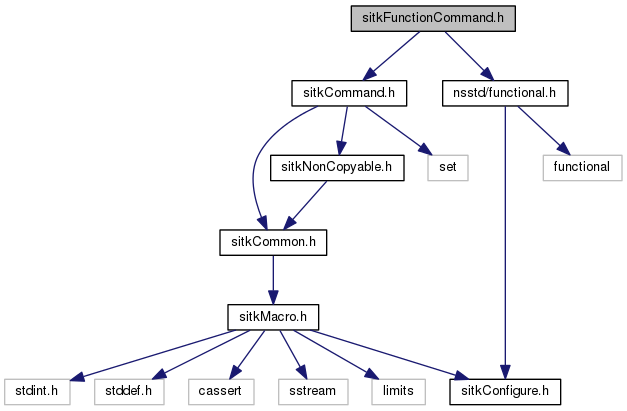 sitkFunctionCommand.h
sitkCommand.h
nsstd/functional.h
sitkNonCopyable.h
set
functional
sitkCommon.h
sitkMacro.h
stdint.h
stddef.h
cassert
sstream
limits
sitkConfigure.h